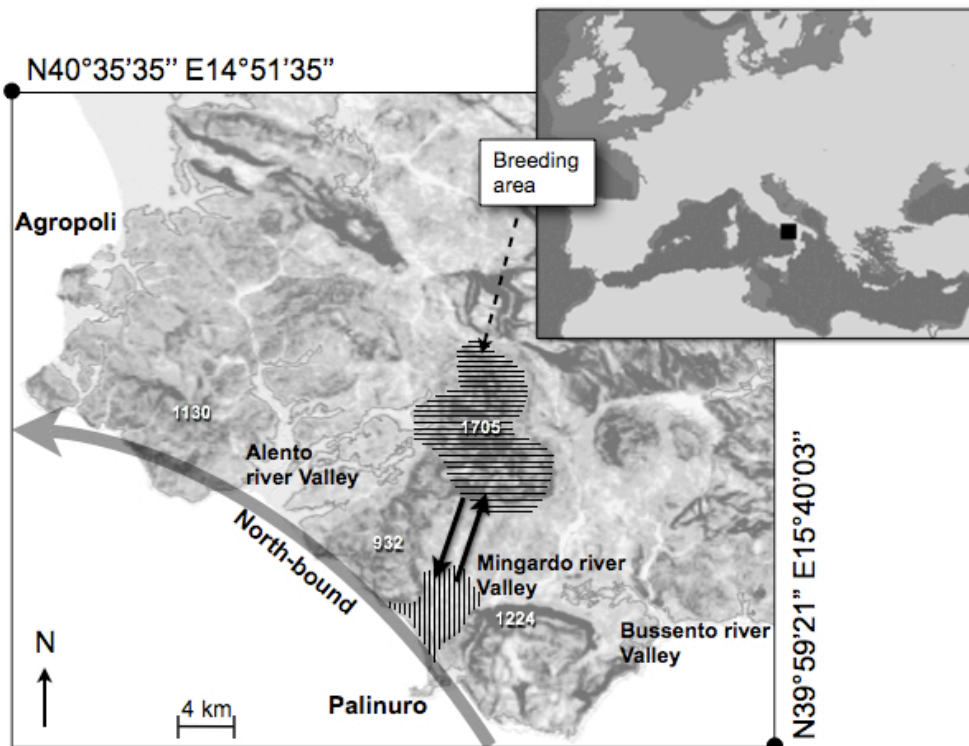 N40°35'35” E14°51'35”
Breeding
area
Agropoli
1130
1705
Alento
river Valley
North-bound
932
Mingardo river
Valley
1224
Bussento river
Valley
N
4 km
Palinuro
N39°59'21” E15°40'03”